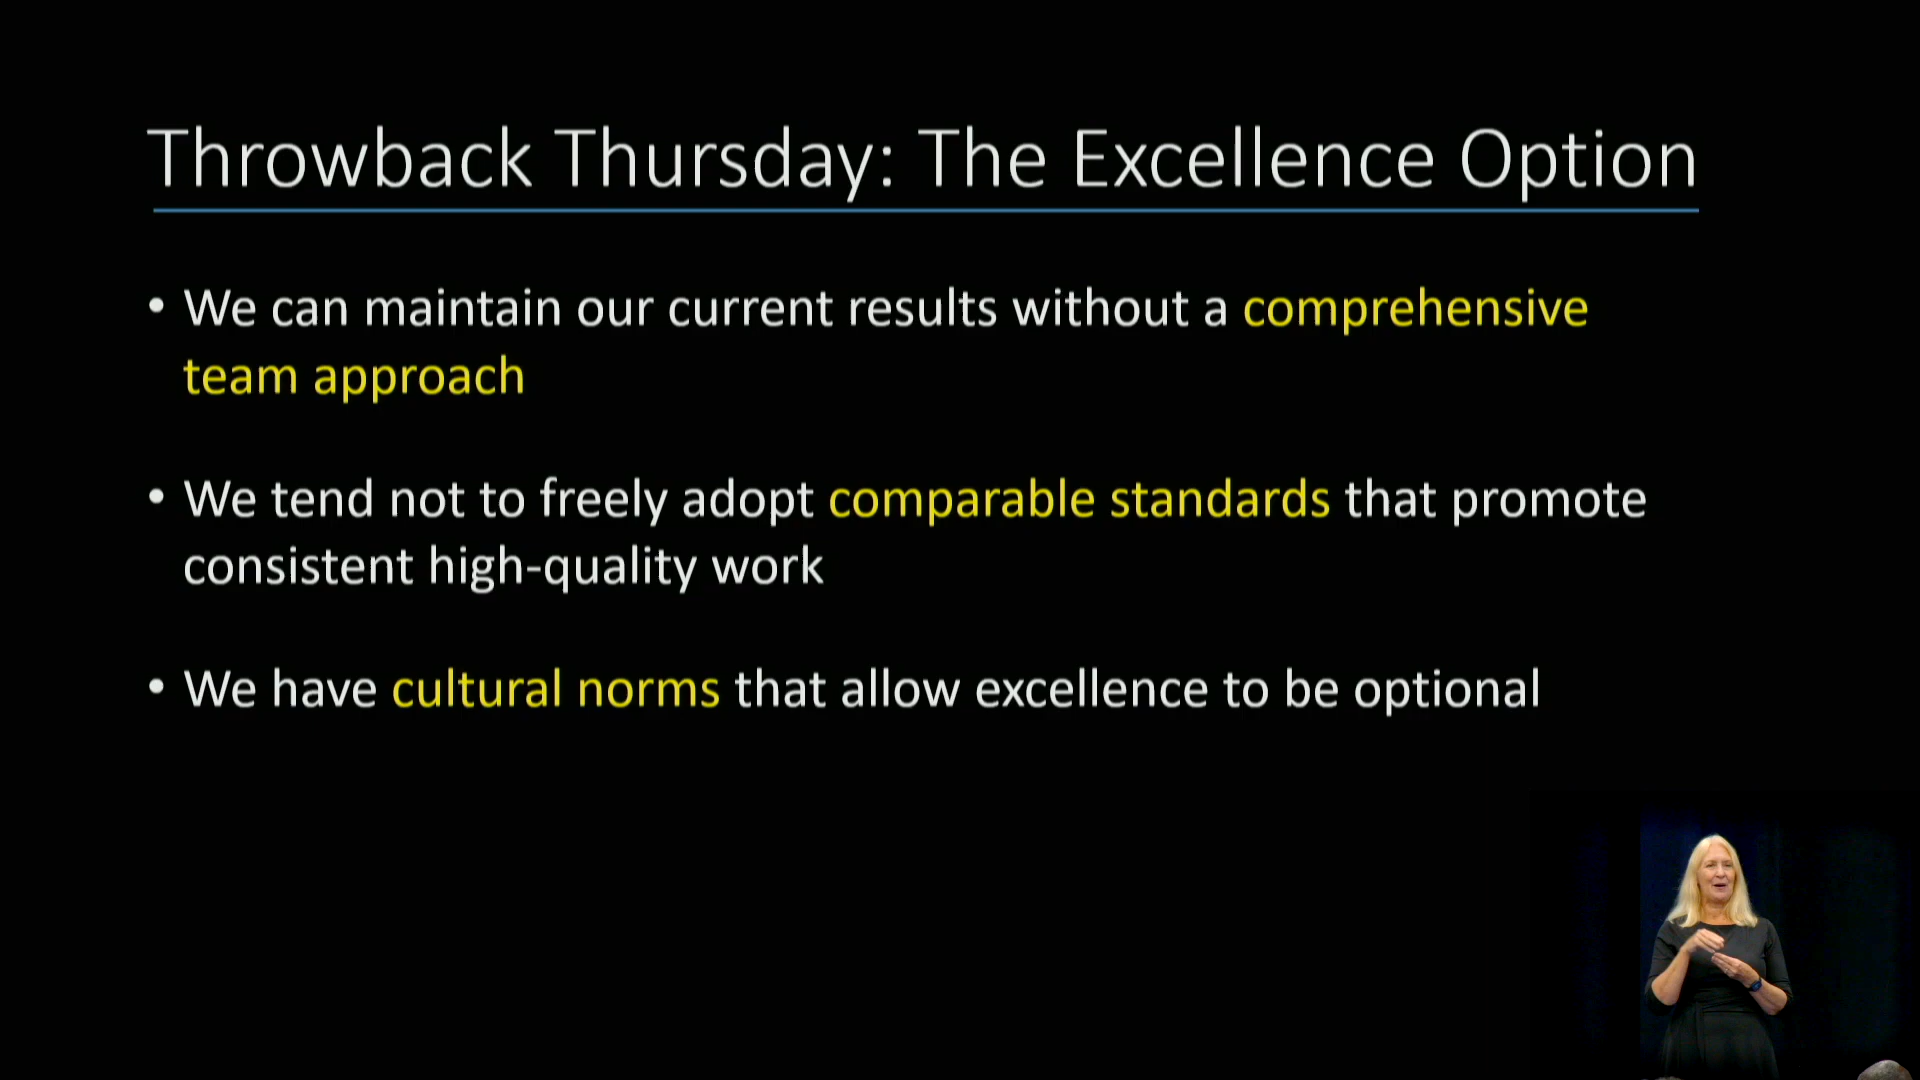 Throwback Thursday: The Excellence Option
• We can maintain our current results without a comprehensive
team approach
• We tend not to freely adopt comparable standards that promote
consistent high-quality work
• We have cultural norms that allow excellence to be optional